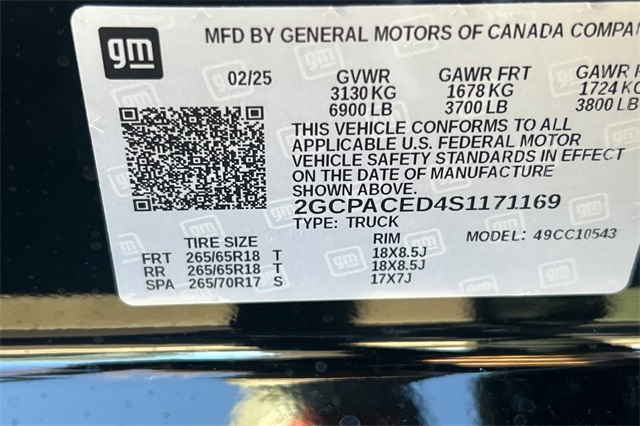 gm
MFD BY GENERAL MOTORS OF CANADA
02/25 GVWR GAWR FRT GAWR
3130 KG 1678 KG 1724 KG
6900 LB 3700 LB 3800 LB
THIS VEHICLE CONFORMS TO ALL
APPLICABLE U.S. FEDERAL MOTOR
VEHICLE SAFETY STANDARDS IN EFFECT
ON THE DATE OF MANUFACTURE
SHOWN ABOVE.
2GCPACED4S1171169
TYPE: TRUCK
MODEL: 49CC10543
TIRE SIZE RIM
FRT 265/65R18 T 18X8.5J
RR 265/65R18 T 18X8.5J
SPA 265/70R17 S 17X7J